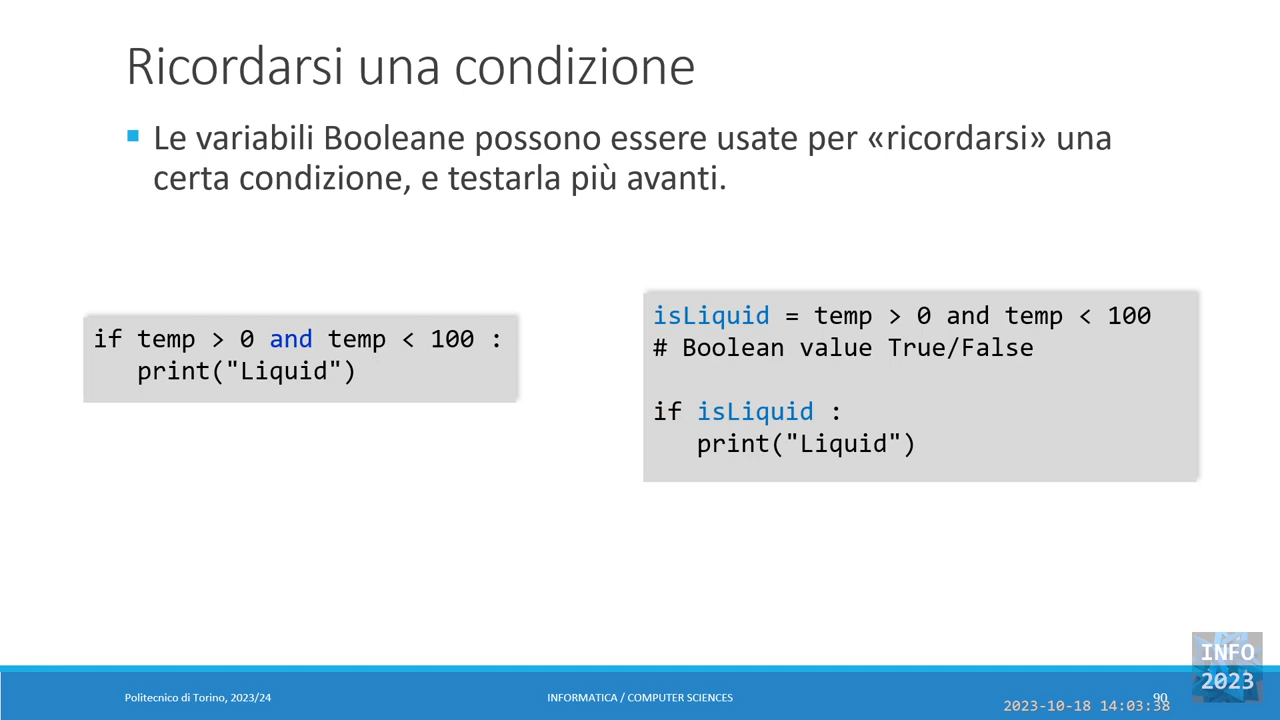 Ricordarsi una condizione
▪ Le variabili Booleane possono essere usate per «ricordarsi» una
certa condizione, e testarla più avanti.
if temp > 0 and temp < 100 :
   print("Liquid")
isLiquid = temp > 0 and temp < 100
# Boolean value True/False
if isLiquid :
   print("Liquid")
Politecnico di Torino, 2023/24
INFORMATICA / COMPUTER SCIENCES
90
2023-10-18 14:03:38
INFO
2023